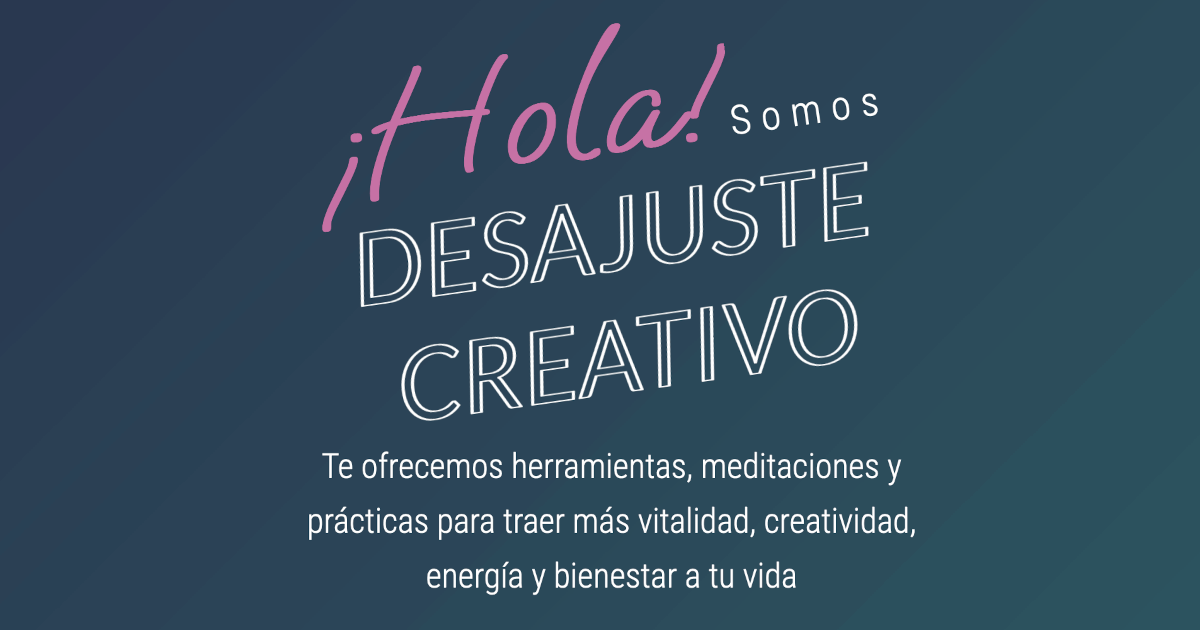 ¡Hola! Somos
DESAJUSTE
CREATIVO
Te ofrecemos herramientas, meditaciones y
prácticas para traer más vitalidad, creatividad,
energía y bienestar a tu vida